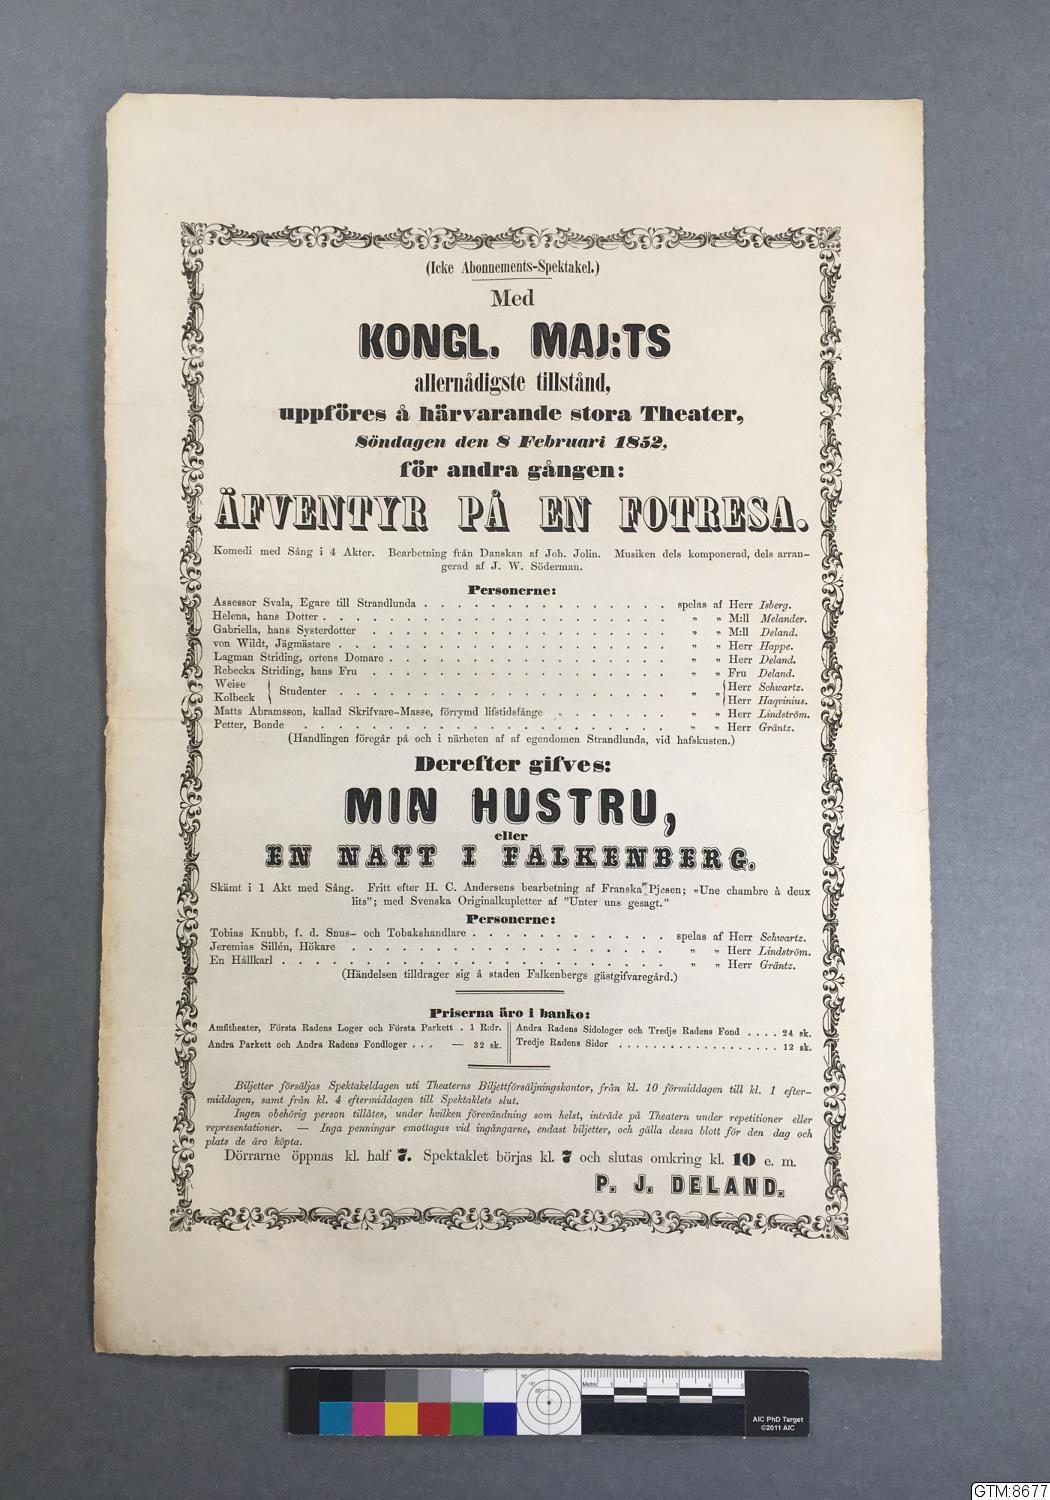 (Icke Abonnements-Spektakel.)
Med
KONGL. MAJ:TS
allernådigste tillstånd,
uppföres å härvarande stora Theater,
Söndagen den 8 Februari 1852,
för andra gången:
ÄFVENTYR PÅ EN FOTRESA.
Komedi med Sång i 4 Akter. Bearbetning från Danskan af Joh. Jolin. Musiken dels komponerad, dels arran-
gerad af J. W. Söderman.
Personerne:
Assessor Svala, Egare till Strandlunda . . . . . . . . . . . . . . spelas af Herr Isberg.
Helena, hans Dotter . . . . . . . . . . . . . . „ „ M:ll Melander.
Gabriella, hans Systerdotter . . . . . . . . . . . . . . „ „ M:ll Deland.
von Wildt, Jägmästare . . . . . . . . . . . . . . „ „ Herr Happe.
Lagman Striding, ortens Domare . . . . . . . . . . . . . . „ „ Herr Deland.
Rebecka Striding, hans Fru . . . . . . . . . . . . . . „ „ Fru Deland.
Weise } Studenter . . . . . . . . . . . . . . „ „ { Herr Schwartz.
Kolbeck } { Herr Haqvinius.
Matts Abramsson, kallad Skrifvare-Masse, förrymd lifstidsfånge . . . . . . . „ „ Herr Lindström.
Petter, Bonde . . . . . . . . . . . . . . „ „ Herr Gräntz.
(Handlingen föregår på och i närheten af af egendomen Strandlunda, vid hafskusten.)
Derefter gifves:
MIN HUSTRU,
eller
EN NATT I FALKENBERG.
Skämt i 1 Akt med Sång. Fritt efter H. C. Andersens bearbetning af Franska Pjesen; „Une chambre à deux
lits”; med Svenska Originalkupletter af ”Unter uns gesagt.”
Personerne:
Tobias Knubb, f. d. Snus- och Tobakshandlare . . . . . . . . . . . . spelas af Herr Schwartz.
Jeremias Sillén, Hökare . . . . . . . . . . . . . . „ „ Herr Lindström.
En Hållkarl . . . . . . . . . . . . . . „ „ Herr Gräntz.
(Händelsen tilldrager sig å staden Falkenbergs gästgifvaregård.)
Priserna äro i banko:
Amfitheater, Första Radens Loger och Första Parkett . 1 R:dr.
Andra Parkett och Andra Radens Fondloger . . . — 32 sk.
Andra Radens Sidologer och Tredje Radens Fond . . . . 24 sk.
Tredje Radens Sidor . . . . . . . . . . . . . . . . . . . 12 sk.
Biljetter försäljas Spektakeldagen uti Theaterns Biljettförsäljningskontor, från kl. 10 förmiddagen till kl. 1 efter-
middagen, samt från kl. 4 eftermiddagen till Spektaklets slut.
Ingen obehörig person tillåtes, under hvilken förevändning som helst, inträde på Theatern under repetitioner eller
representationer. — Inga penningar emottagas vid ingångarne, endast biljetter, och gälla dessa blott för den dag och
plats de äro köpta.
Dörrarne öppnas kl. half 7. Spektaklet börjas kl. 7 och slutas omkring kl. 10 e. m.
P. J. DELAND.
Metric 1 2 3 4 5
AIC PhD Target
©2011 AIC
GTM:8677